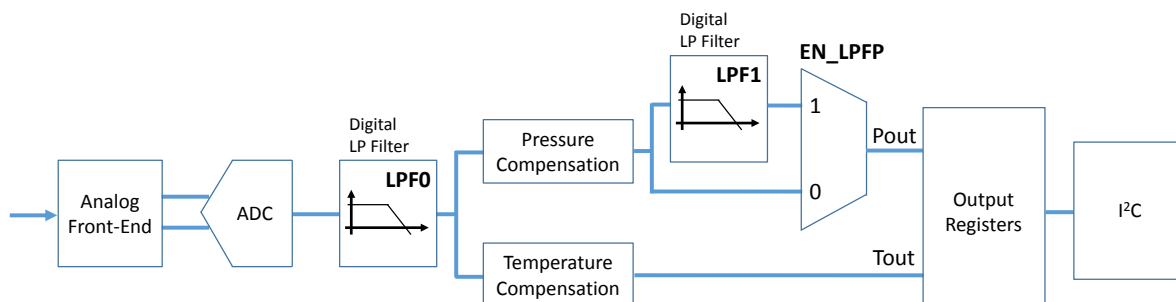 Digital
LP Filter
EN_LPFP
LPF1
1
Digital
LP Filter
Pressure
Compensation
Pout
LPF0
Analog
Front-End
ADC
0
Output
Registers
I²C
Temperature
Compensation
Tout